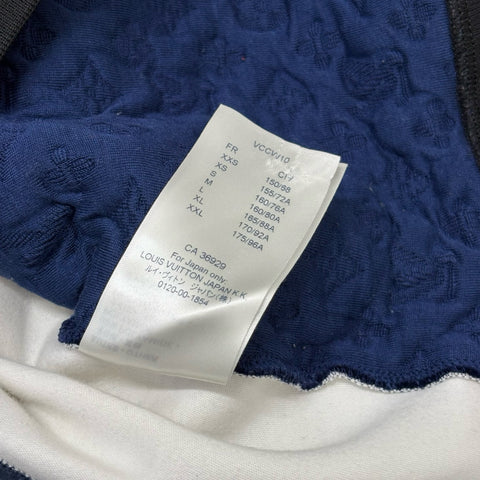 VCCVJ10
FR CN
XXS 150/68
XS 155/72A
S 160/76A
M 160/80A
L 165/85A
XL 170/92A
XXL 175/96A
CA 36929
For Japan only:
LOUIS VUITTON JAPAN K.K
ルイ・ヴィトン ジャパン(株)
0120-00-1854